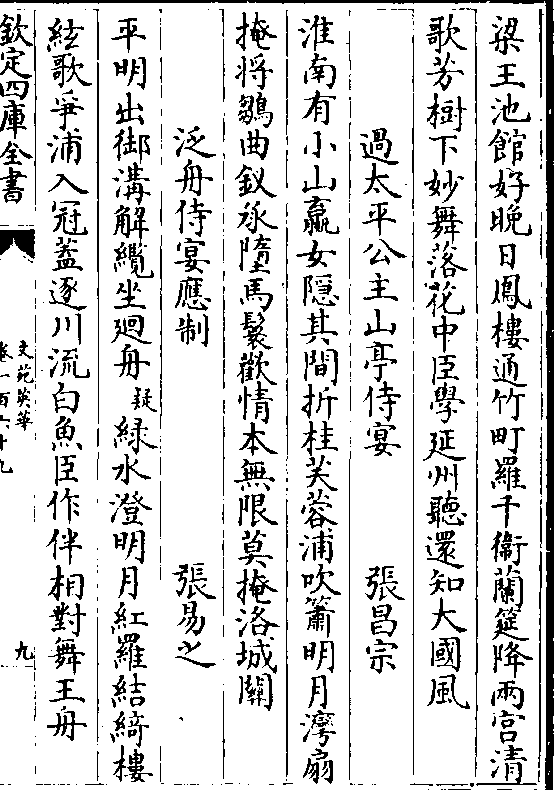 梁王池館好晚日鳳樓通竹町羅千衛蘭筵降兩宮清
歌芳樹下妙舞落花中臣學延州聽還知大國風
過太平公主山亭侍宴 張昌宗
淮南有小山嬴女隱其間折桂芙蓉浦吹簫明月灣扇
掩將雛曲釵承墮馬鬟歡情本無限莫掩洛城關
泛舟侍宴應制 張易之
平明出御溝解纜坐廻舟疑緑水澄明月紅羅結綺樓
絃歌爭浦入冠蓋逐川流白魚臣作伴相對舞王舟
欽定四庫全書
文苑英華
卷一百六十九
九